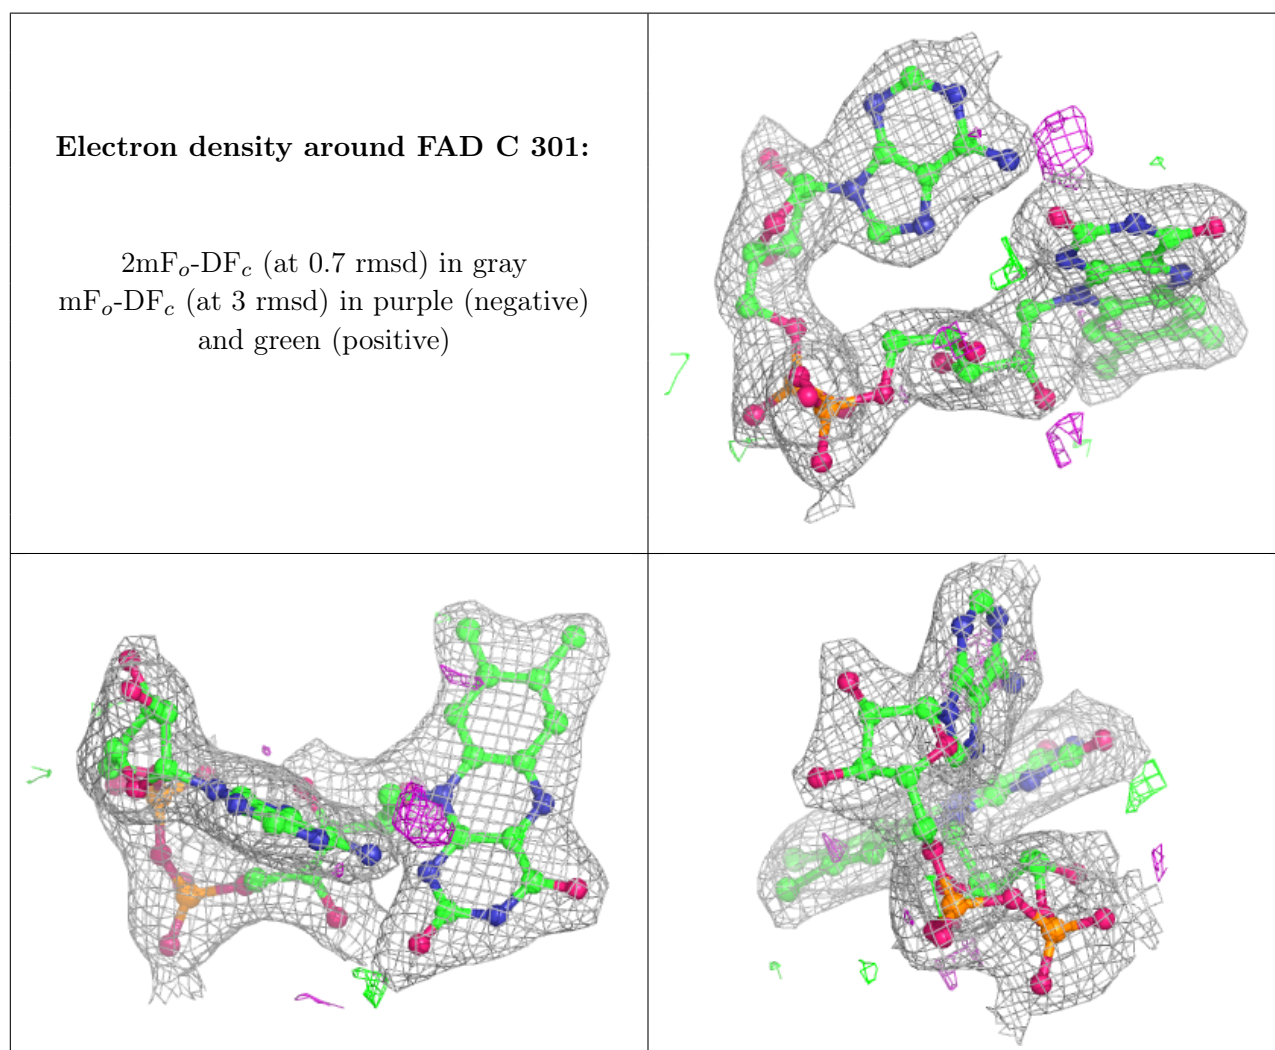 Electron density around FAD C 301:
2mFo-DFc (at 0.7 rmsd) in gray
mFo-DFc (at 3 rmsd) in purple (negative)
and green (positive)